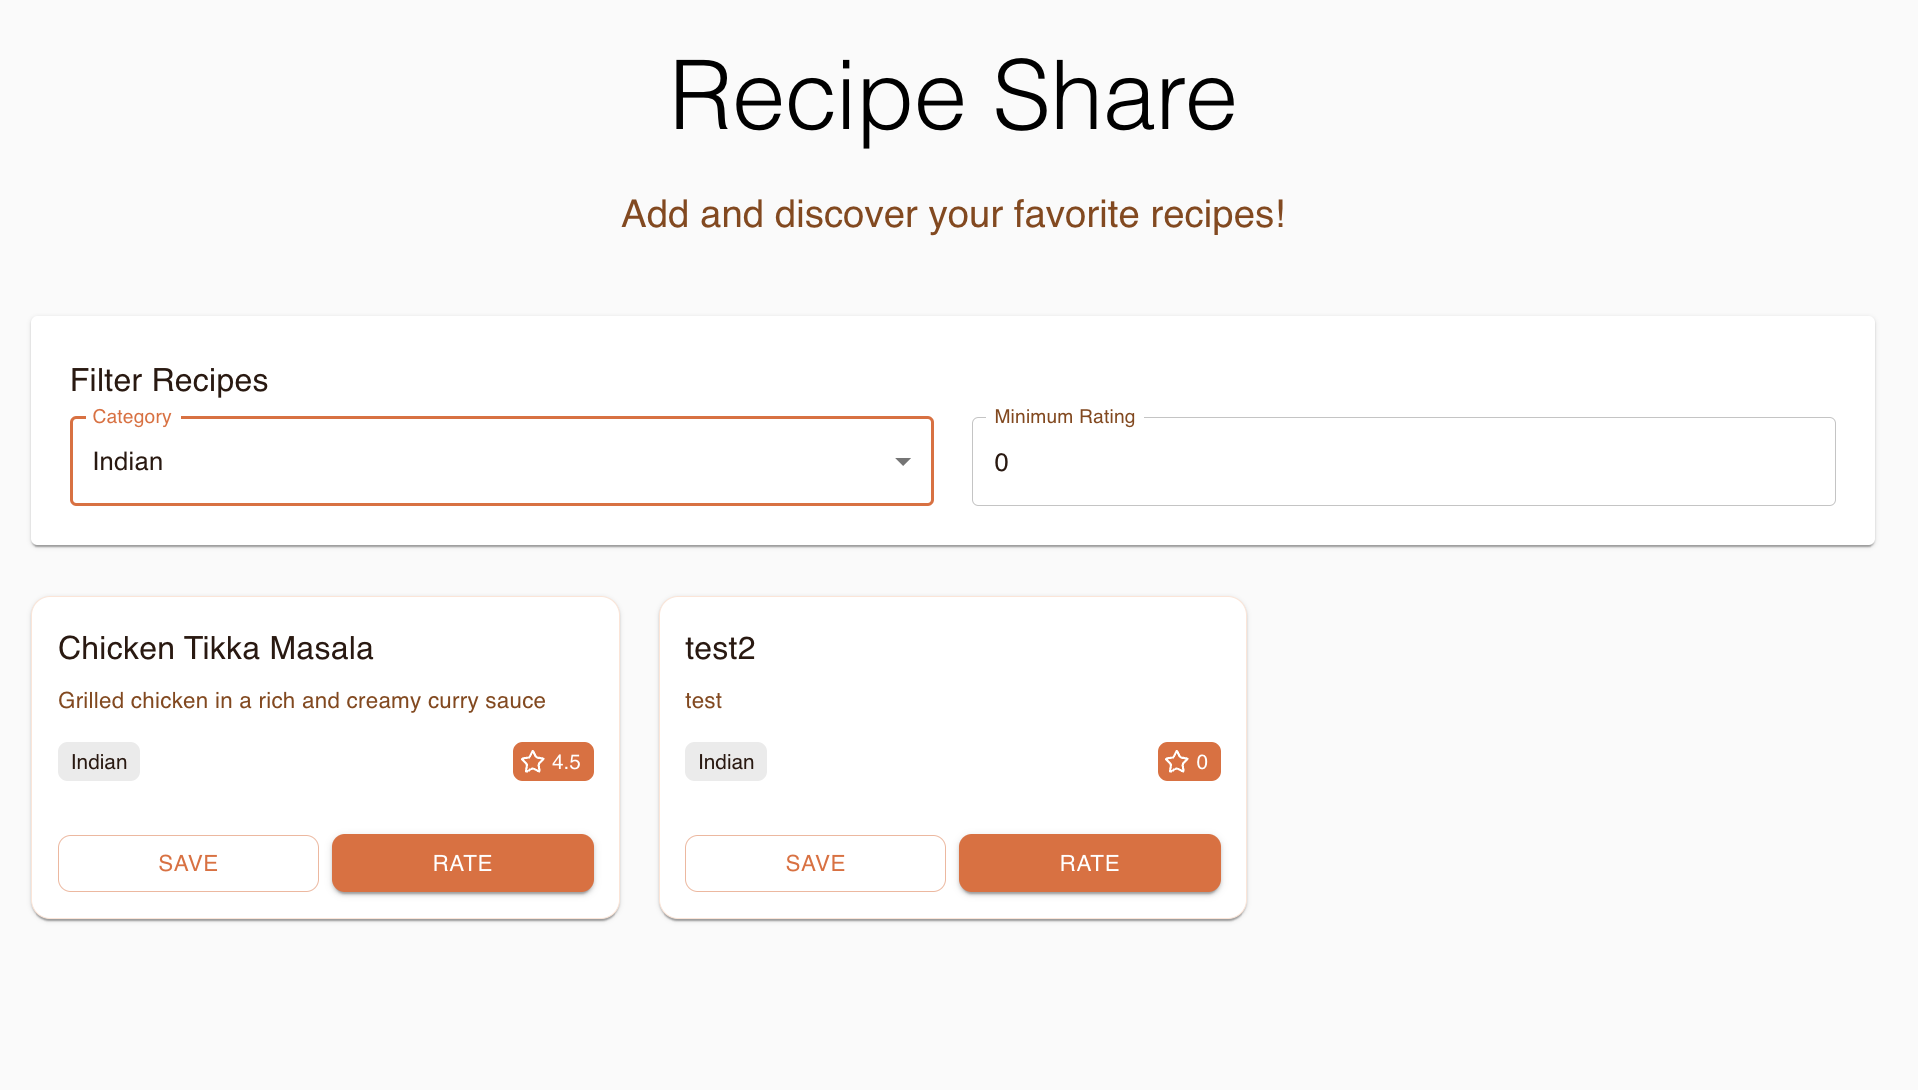 Recipe Share
Add and discover your favorite recipes!
Filter Recipes
Category
Indian
Minimum Rating
0
Chicken Tikka Masala
Grilled chicken in a rich and creamy curry sauce
Indian
4.5
SAVE
RATE
test2
test
Indian
0
SAVE
RATE